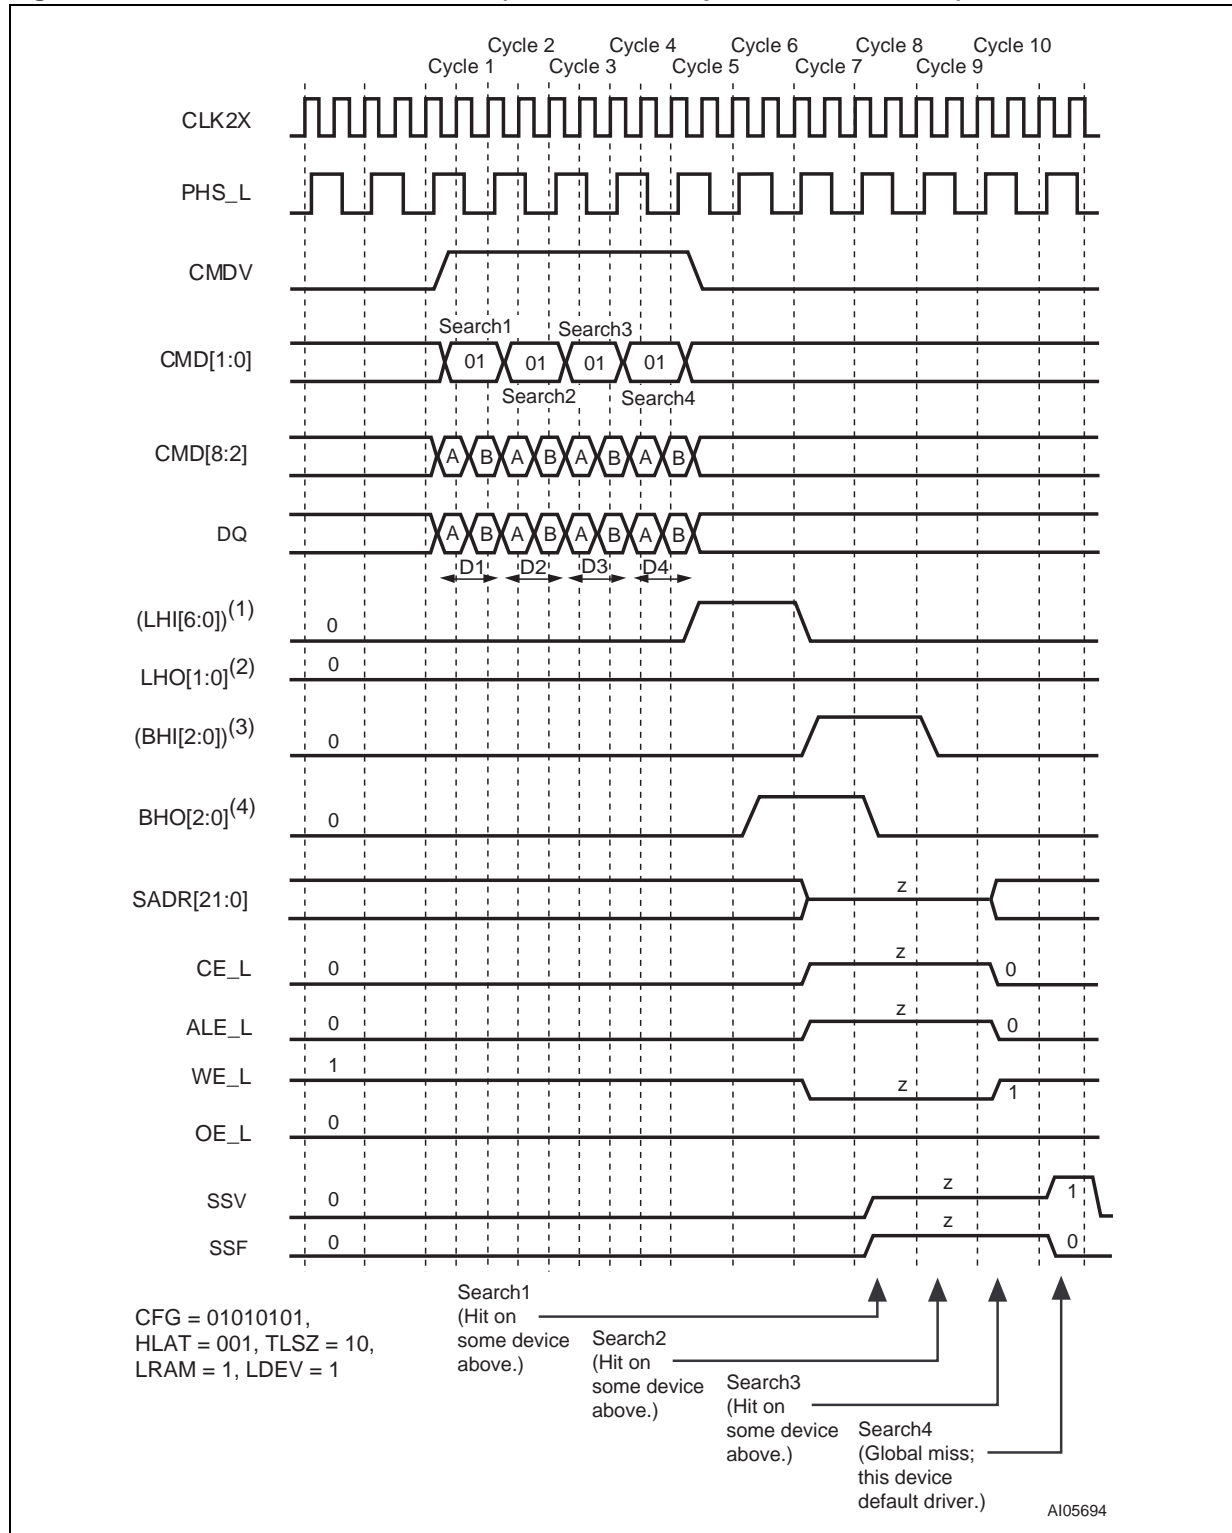 Cycle 2 Cycle 4 Cycle 6 Cycle 8 Cycle 10
Cycle 1 Cycle 3 Cycle 5 Cycle 7 Cycle 9
CLK2X
PHS_L
CMDV
Search1 Search3
CMD[1:0] 01 01 01 01
Search2 Search4
CMD[8:2] A B A B A B A B
DQ A B A B A B A B
D1 D2 D3 D4
(LHI[6:0])(1) 0
LHO[1:0](2) 0
(BHI[2:0])(3) 0
BHO[2:0](4) 0
SADR[21:0] z
CE_L 0 z 0
ALE_L 0 z 0
WE_L 1 z 1
OE_L 0
SSV 0 z 1
SSF 0 z 0
CFG = 01010101,
HLAT = 001, TLSZ = 10,
LRAM = 1, LDEV = 1
Search1
(Hit on
some device
above.)
Search2
(Hit on
some device
above.)
Search3
(Hit on
some device
above.)
Search4
(Global miss;
this device
default driver.)
AI05694